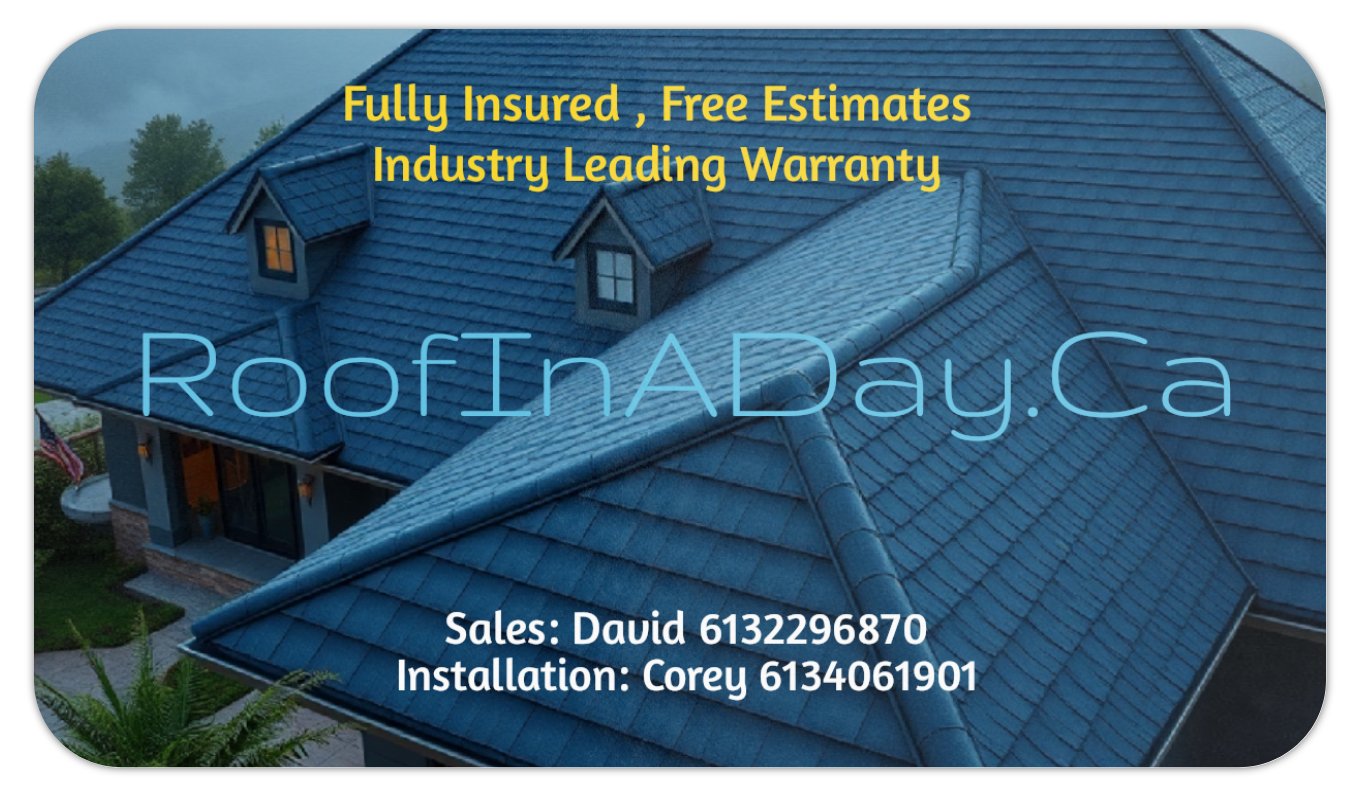 Fully Insured , Free Estimates
Industry Leading Warranty
RoofInADay.Ca
Sales: David 6132296870
Installation: Corey 6134061901